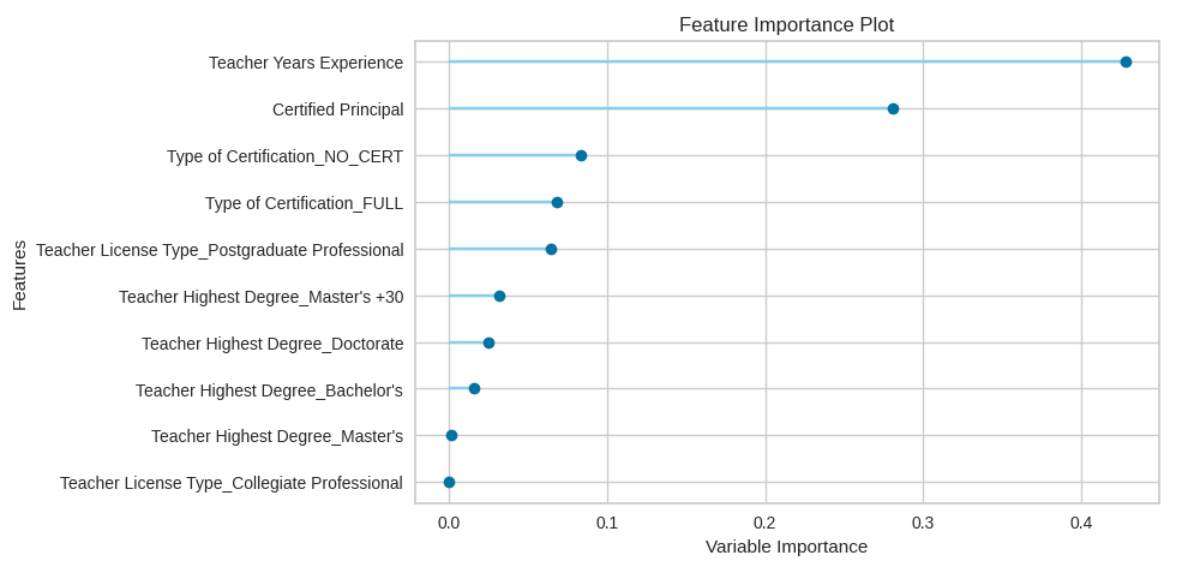 Feature Importance Plot
Features
Teacher Years Experience
Certified Principal
Type of Certification_NO_CERT
Type of Certification_FULL
Teacher License Type_Postgraduate Professional
Teacher Highest Degree_Master's +30
Teacher Highest Degree_Doctorate
Teacher Highest Degree_Bachelor's
Teacher Highest Degree_Master's
Teacher License Type_Collegiate Professional
0.0 0.1 0.2 0.3 0.4
Variable Importance